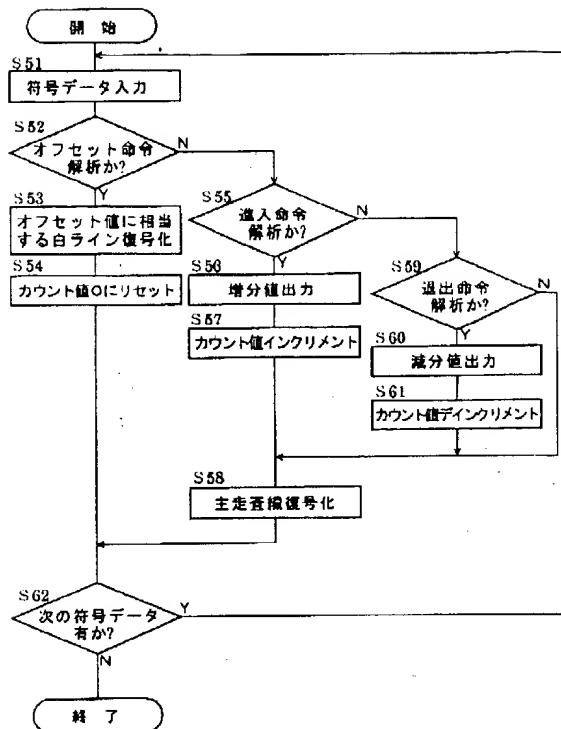 開始
S51
符号データ入力
S52
オフセット命令
解析か?
N
Y
S53
オフセット値に相当
する白ライン復号化
S54
カウント値0にリセット
S55
進入命令
解析か?
N
Y
S56
増分値出力
S57
カウント値インクリメント
S59
退出命令
解析か?
N
Y
S60
減分値出力
S61
カウント値デインクリメント
S58
主走査線復号化
S62
次の符号データ
有か?
Y
N
終了